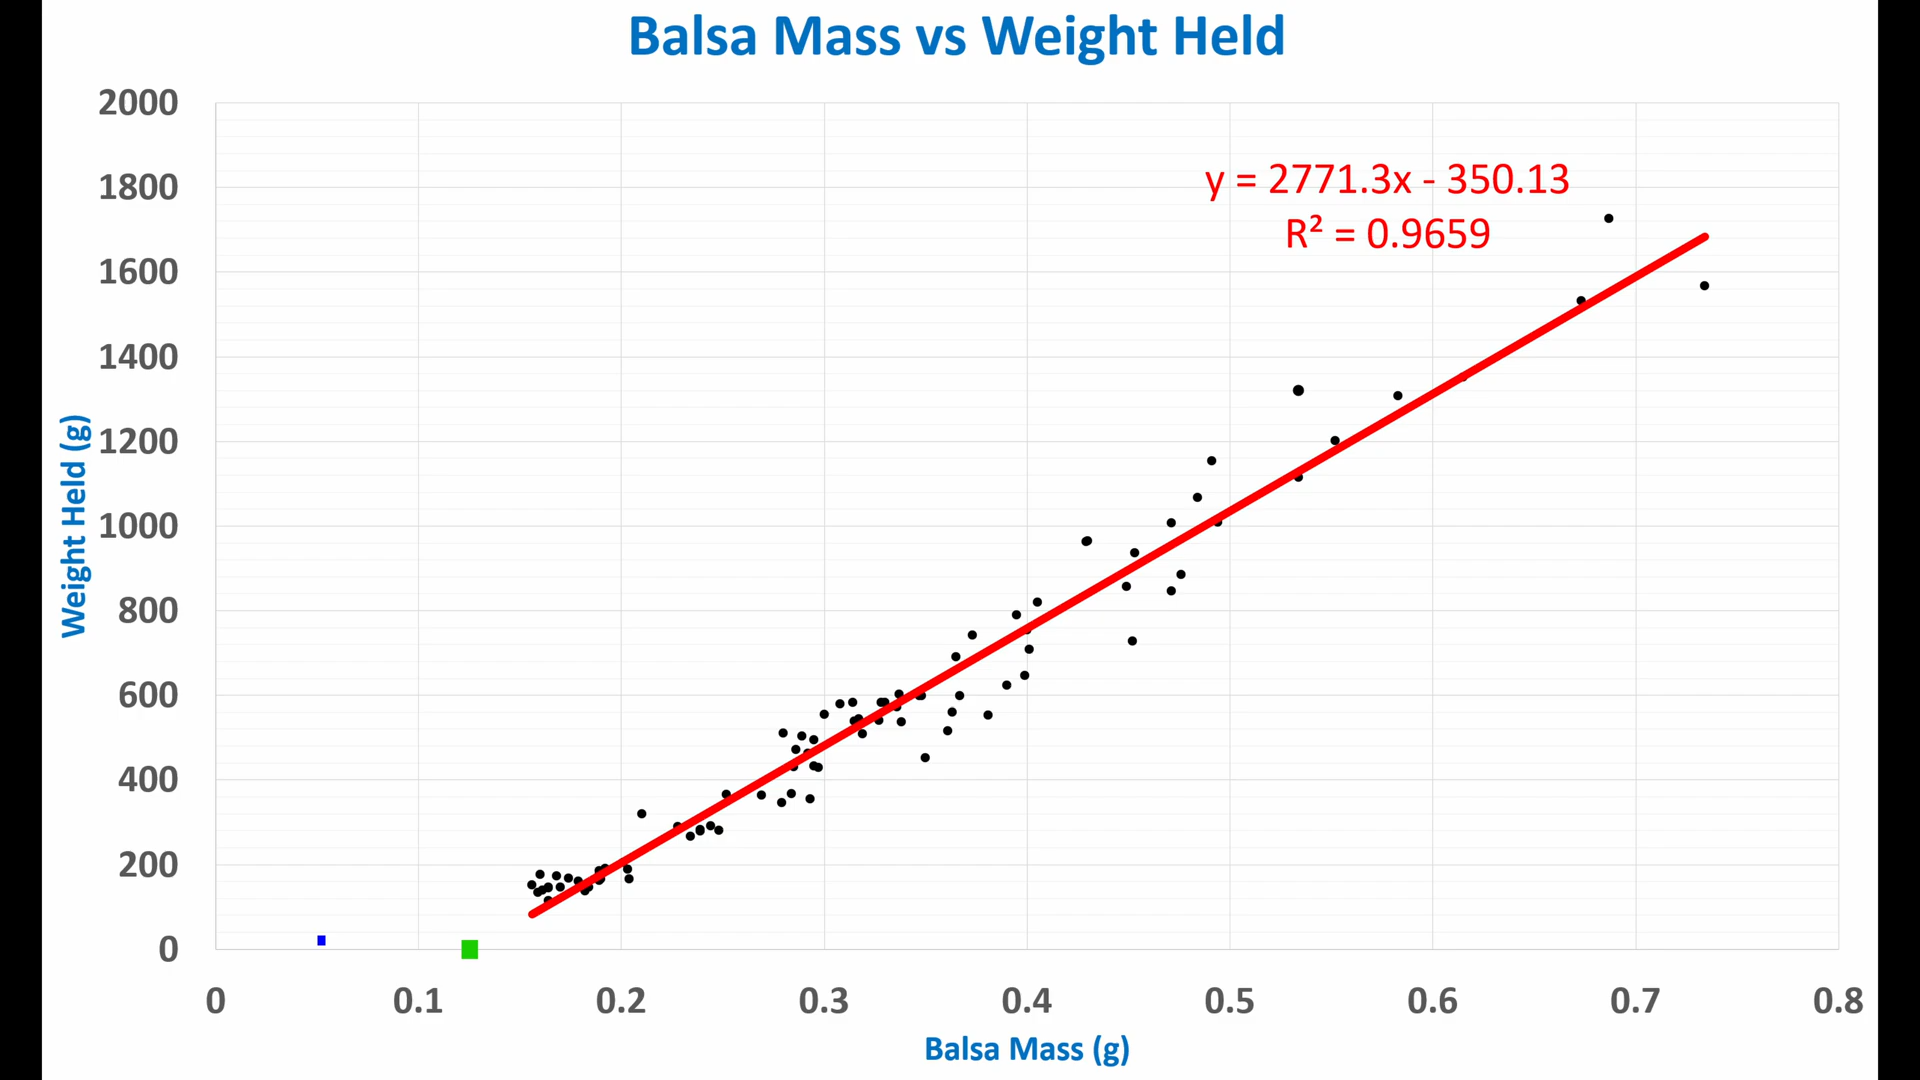 Balsa Mass vs Weight Held
2000
1800
1600
1400
1200
1000
800
600
400
200
0
Weight Held (g)
y = 2771.3x - 350.13
R² = 0.9659
0 0.1 0.2 0.3 0.4 0.5 0.6 0.7 0.8
Balsa Mass (g)